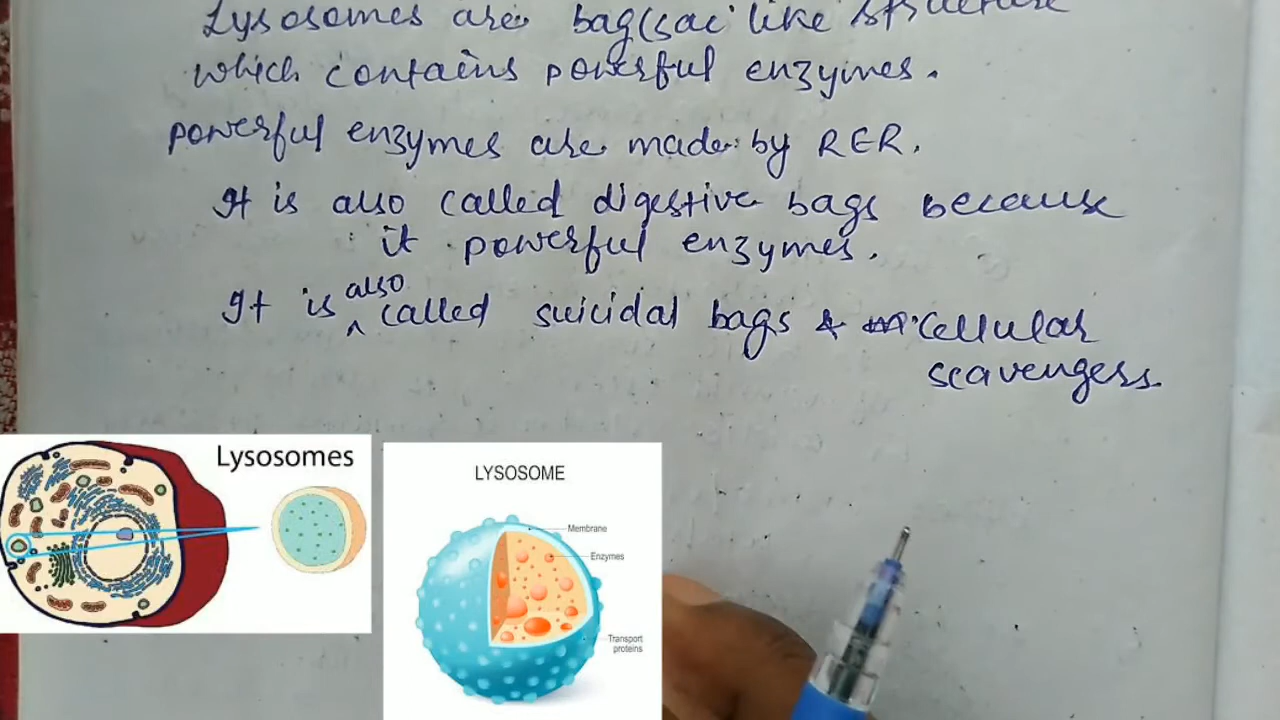 Lysosomes are bag(sac like structure
which contains powerful enzymes.
powerful enzymes are made by RER.
It is also called digestive bags because
it powerful enzymes.
also
It is ^ called suicidal bags & cellular
scavengers.
Lysosomes
LYSOSOME
Membrane
Enzymes
Transport
proteins